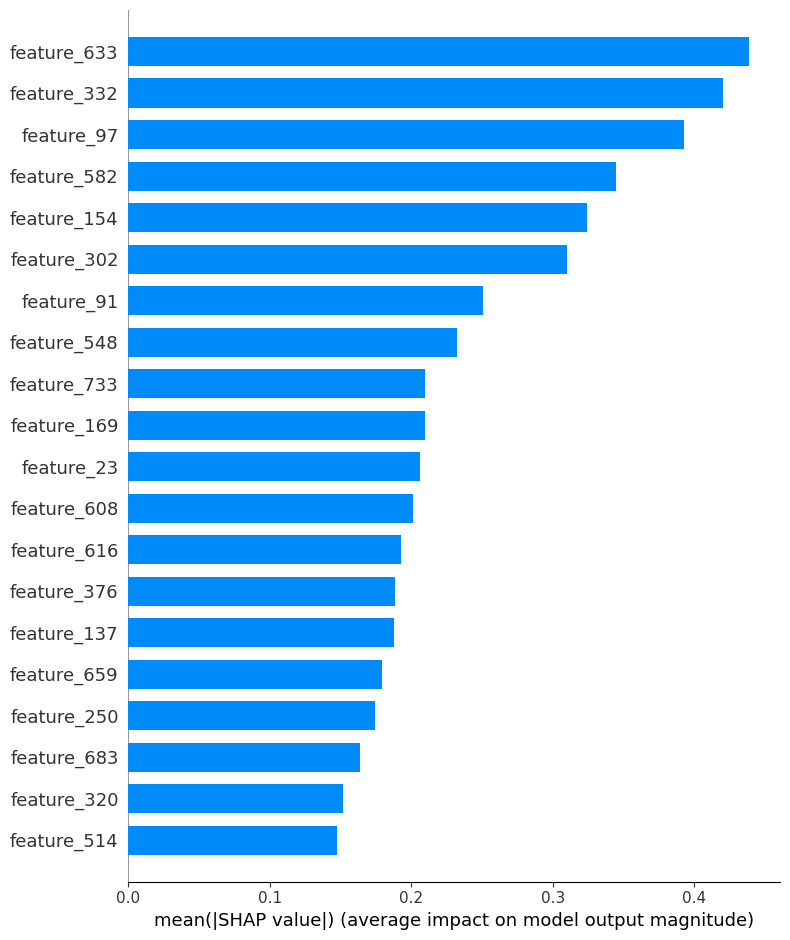 feature_633
feature_332
feature_97
feature_582
feature_154
feature_302
feature_91
feature_548
feature_733
feature_169
feature_23
feature_608
feature_616
feature_376
feature_137
feature_659
feature_250
feature_683
feature_320
feature_514
0.0 0.1 0.2 0.3 0.4
mean(|SHAP value|) (average impact on model output magnitude)